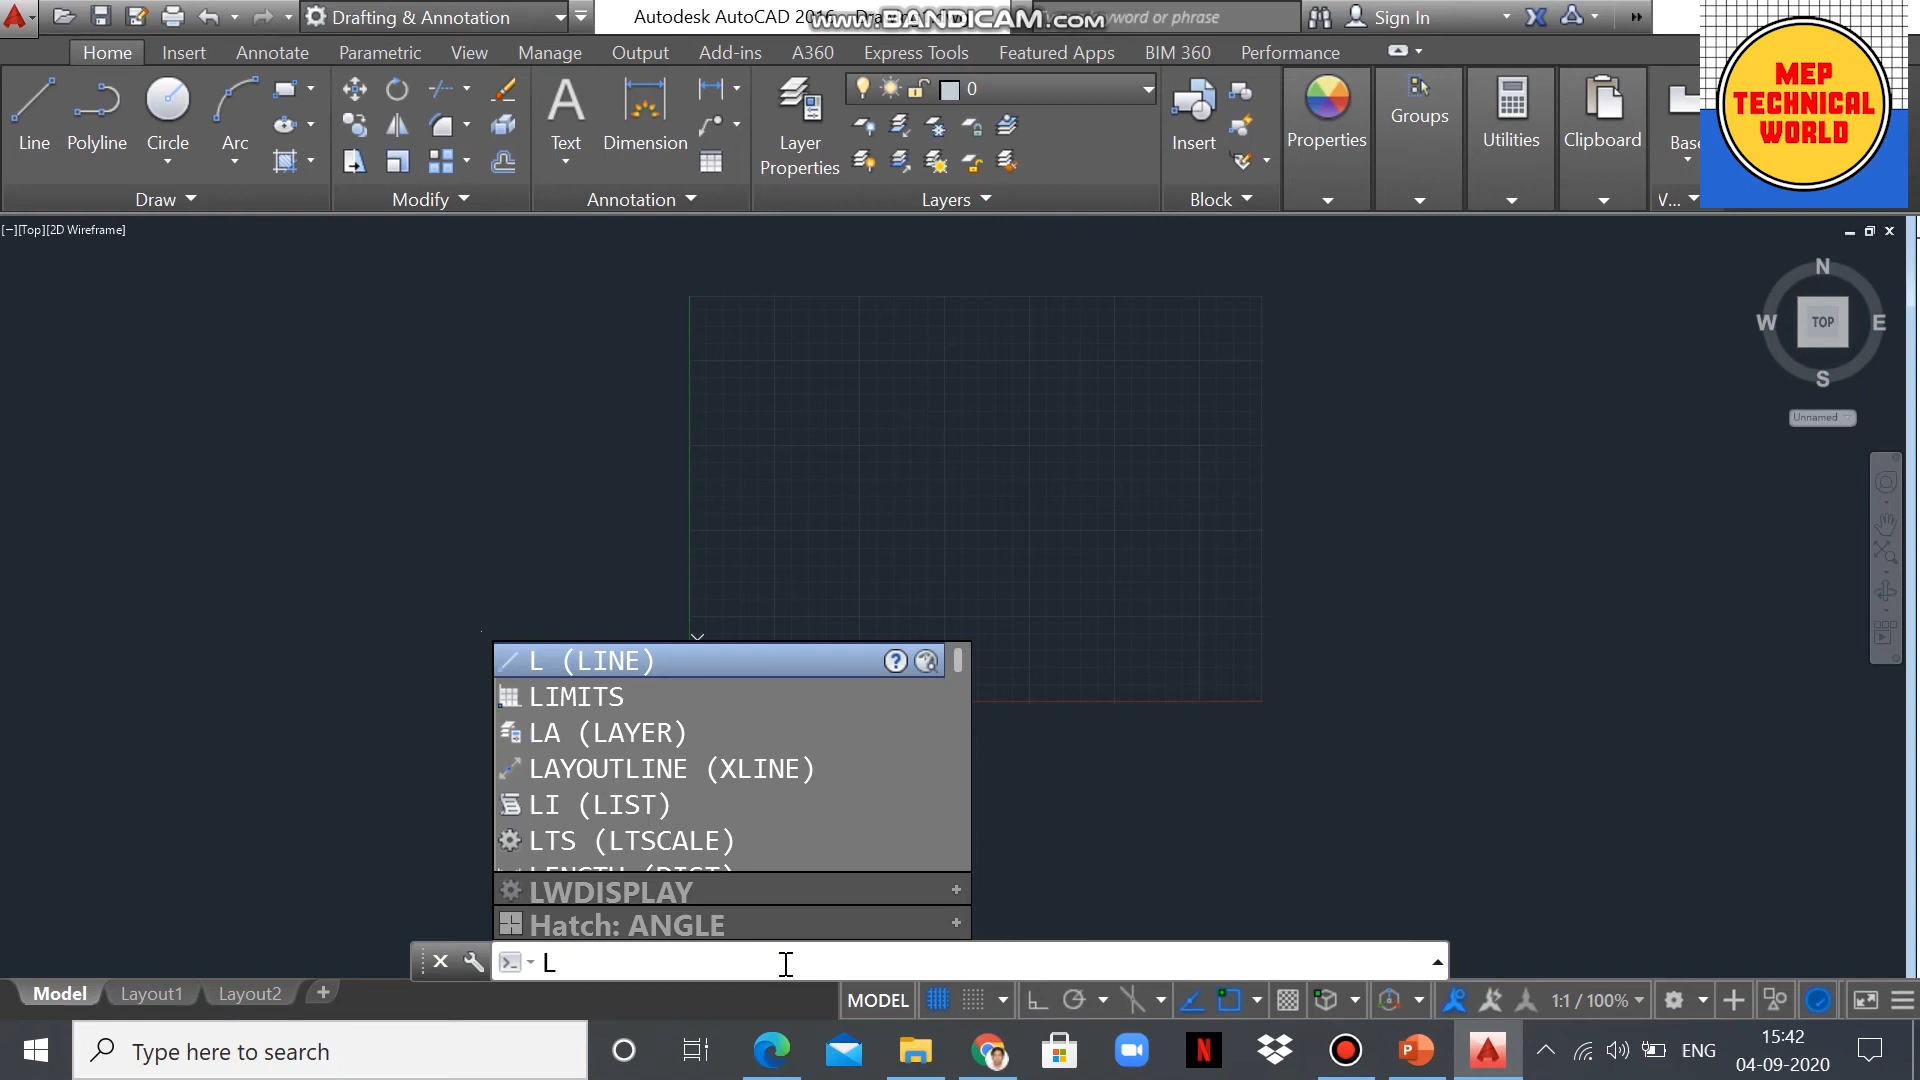 Drafting & Annotation
Autodesk AutoCAD 2016
www.BANDICAM.com
word or phrase
Sign In
Home Insert Annotate Parametric View Manage Output Add-ins A360 Express Tools Featured Apps BIM 360 Performance
0
Line Polyline Circle Arc
Text Dimension
Layer
Properties
Insert
Properties
Groups
Utilities
Clipboard
Base
Draw Modify Annotation Layers Block V...
MEP
TECHNICAL
WORLD
[−][Top][2D Wireframe]
N
W TOP E
S
Unnamed
L (LINE)
LIMITS
LA (LAYER)
LAYOUTLINE (XLINE)
LI (LIST)
LTS (LTSCALE)
LENGTH (DIST)
LWDISPLAY +
Hatch: ANGLE +
L
Model Layout1 Layout2 +
MODEL 1:1 / 100%
Type here to search
ENG
15:42
04-09-2020